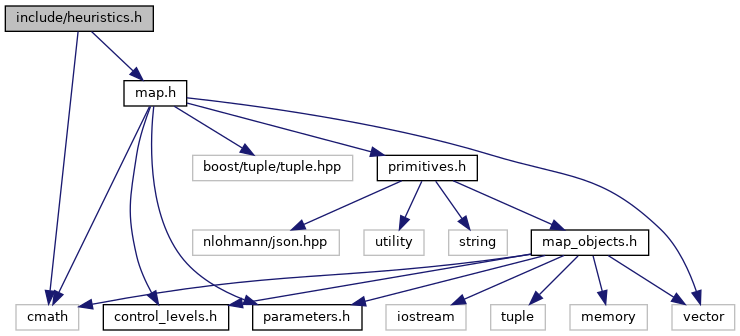 include/heuristics.h
map.h
boost/tuple/tuple.hpp
primitives.h
nlohmann/json.hpp
utility
string
map_objects.h
cmath
control_levels.h
parameters.h
iostream
tuple
memory
vector